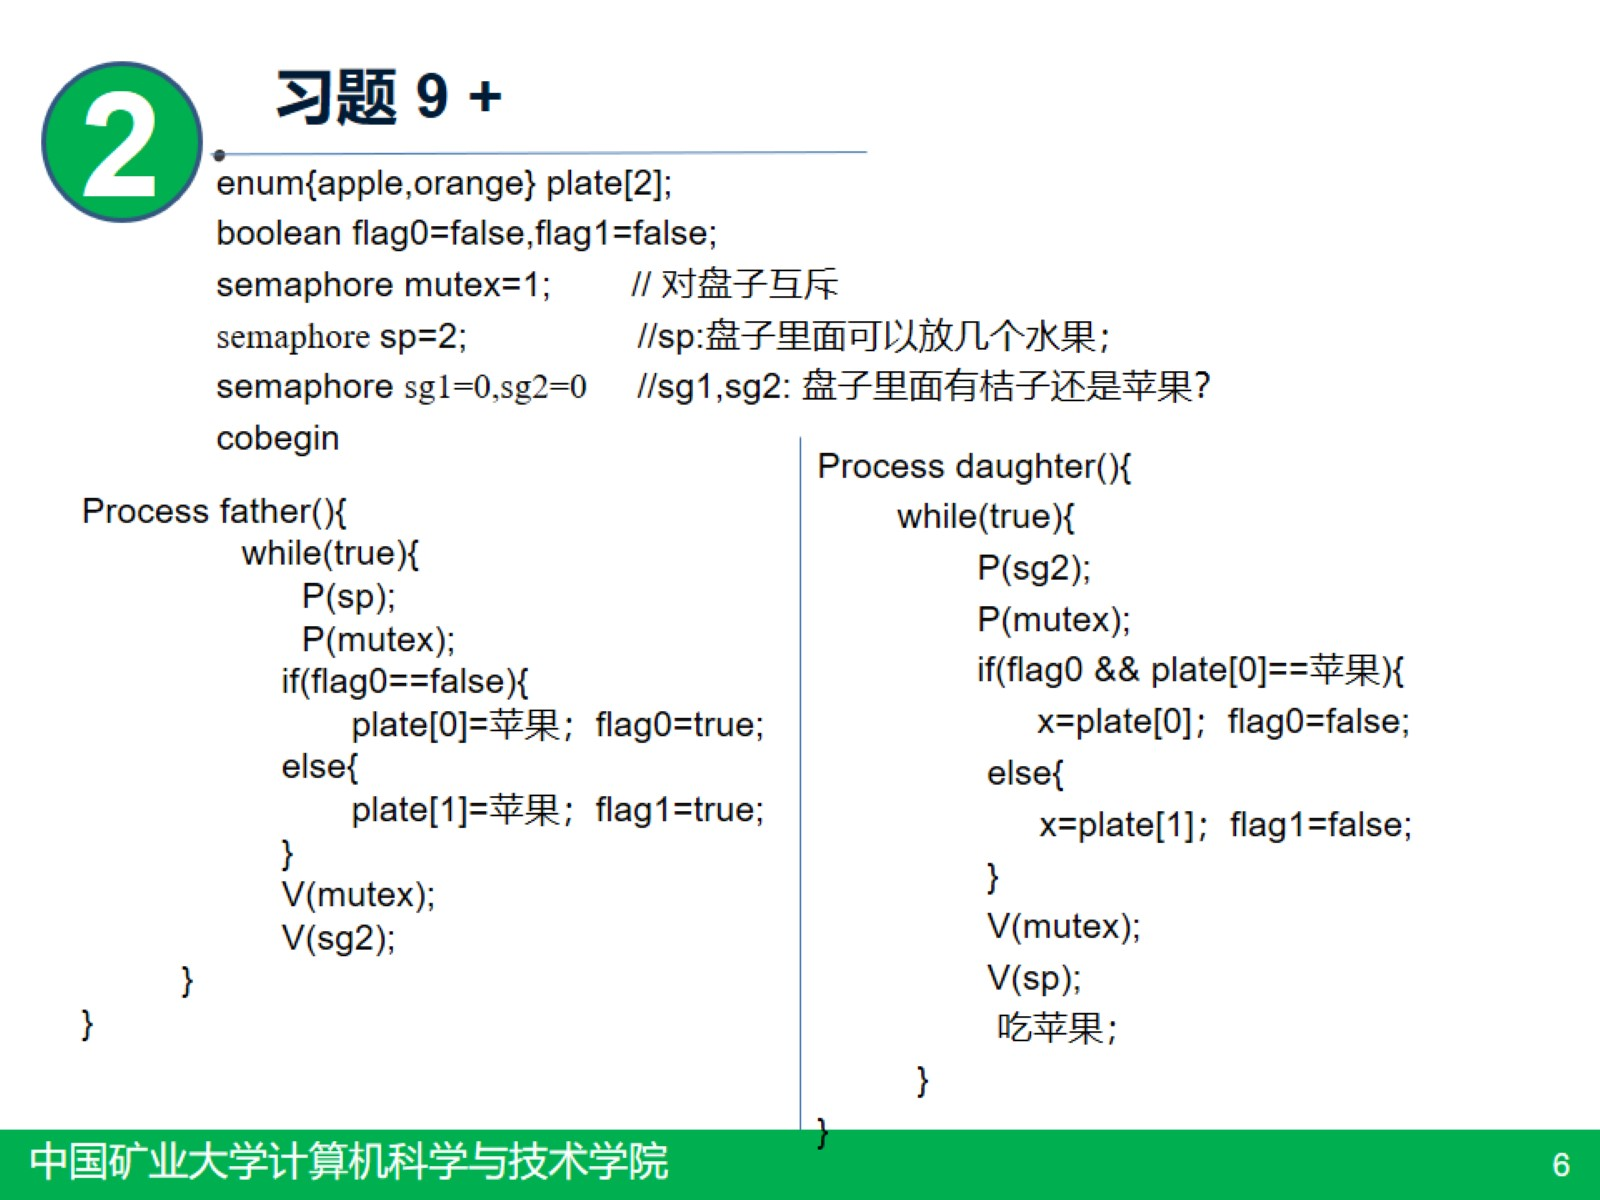 2
习题 9 +
enum{apple,orange} plate[2];
boolean flag0=false,flag1=false;
semaphore mutex=1; // 对盘子互斥
semaphore sp=2; //sp:盘子里面可以放几个水果；
semaphore sg1=0,sg2=0 //sg1,sg2: 盘子里面有桔子还是苹果?
cobegin
Process father(){
while(true){
P(sp);
P(mutex);
if(flag0==false){
plate[0]=苹果；flag0=true;
else{
plate[1]=苹果；flag1=true;
}
V(mutex);
V(sg2);
}
}
Process daughter(){
while(true){
P(sg2);
P(mutex);
if(flag0 && plate[0]==苹果){
x=plate[0]；flag0=false;
else{
x=plate[1]；flag1=false;
}
V(mutex);
V(sp);
吃苹果；
}
}
中国矿业大学计算机科学与技术学院
6